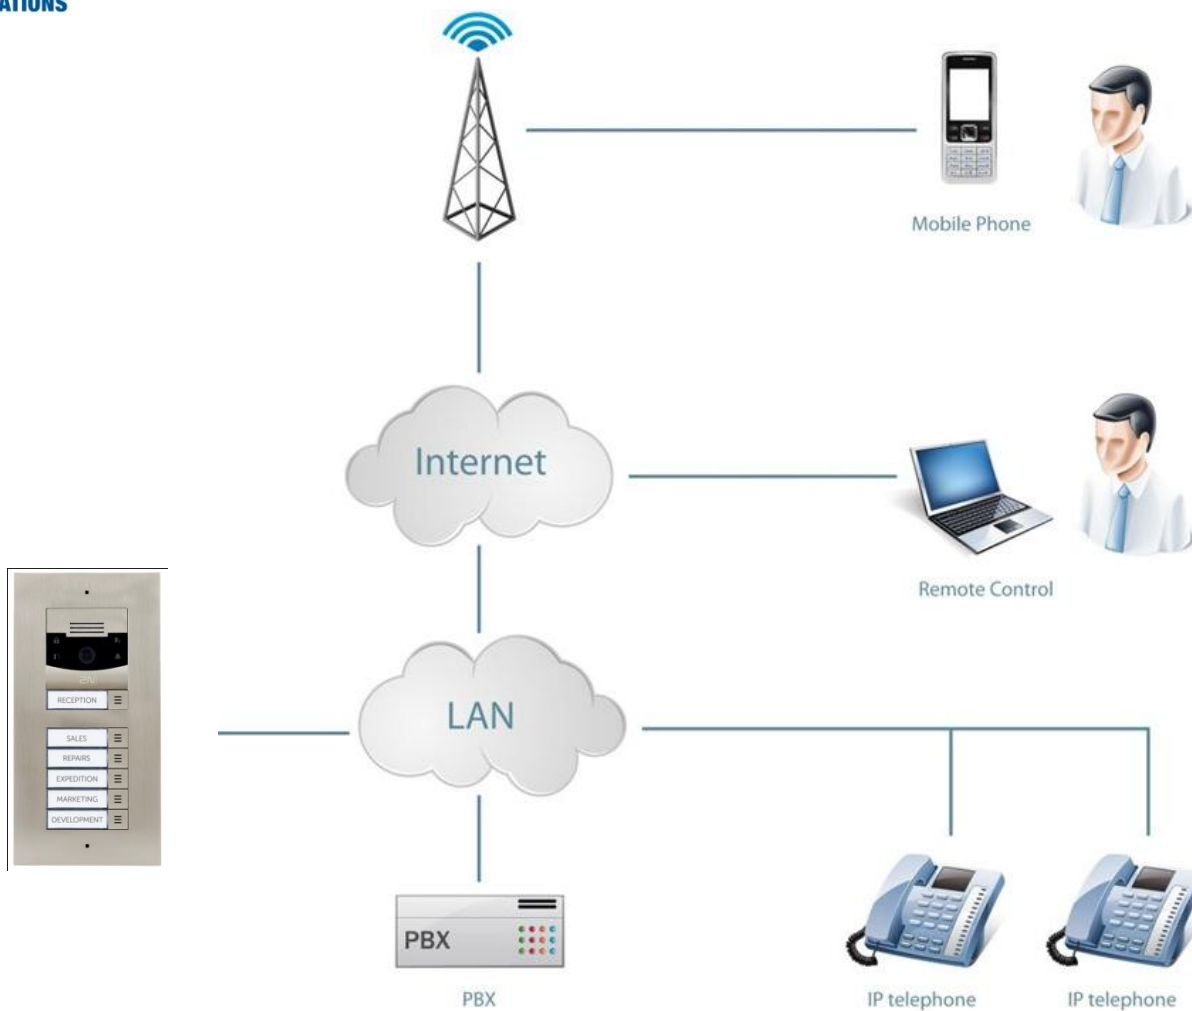 ATIONS
Mobile Phone
Internet
Remote Control
LAN
2N
RECEPTION
SALES
REPAIRS
EXPEDITION
MARKETING
DEVELOPMENT
PBX
PBX
IP telephone
IP telephone